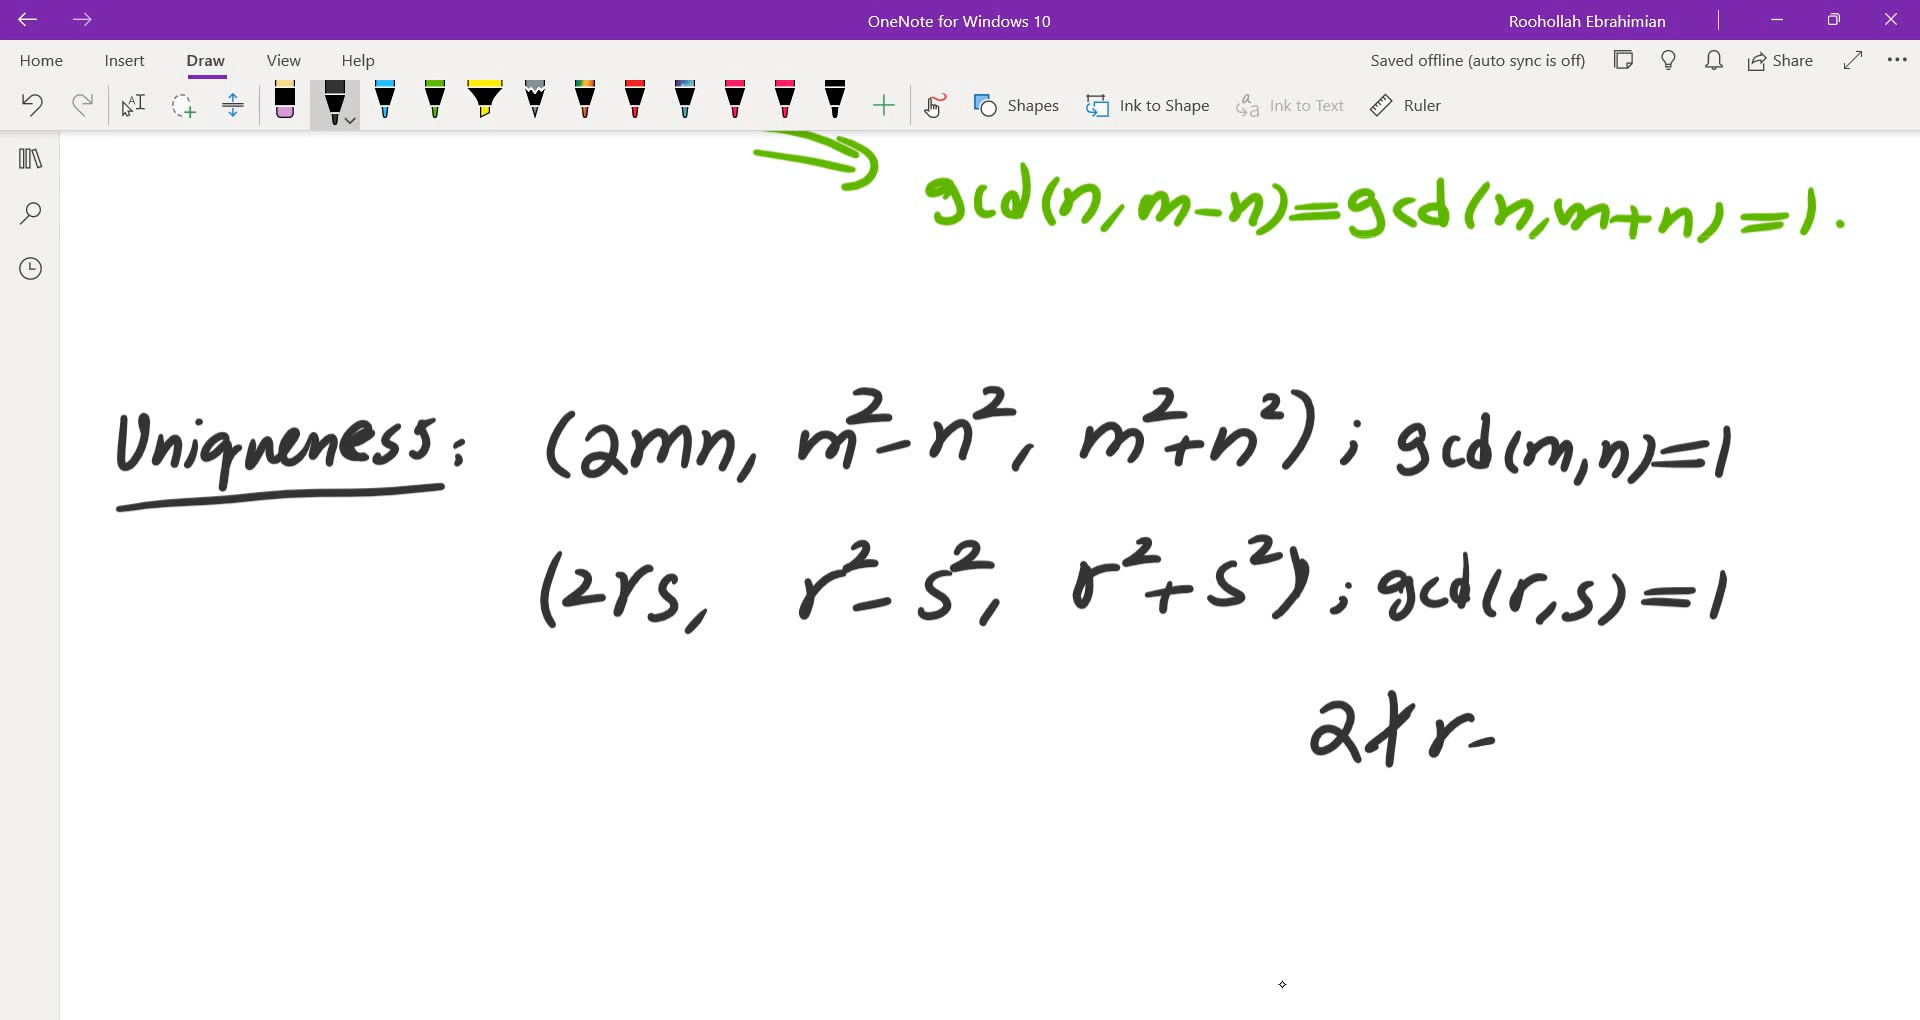 OneNote for Windows 10
Roohollah Ebrahimian
Home Insert Draw View Help
Saved offline (auto sync is off) Share
Shapes Ink to Shape Ink to Text Ruler
⇒ gcd(n, m-n)=gcd(n,m+n)=1.
Uniqueness: (2mn, m²-n², m²+n²); gcd(m,n)=1
(2rs, r²-s², r²+s²); gcd(r,s)=1
2∤r-